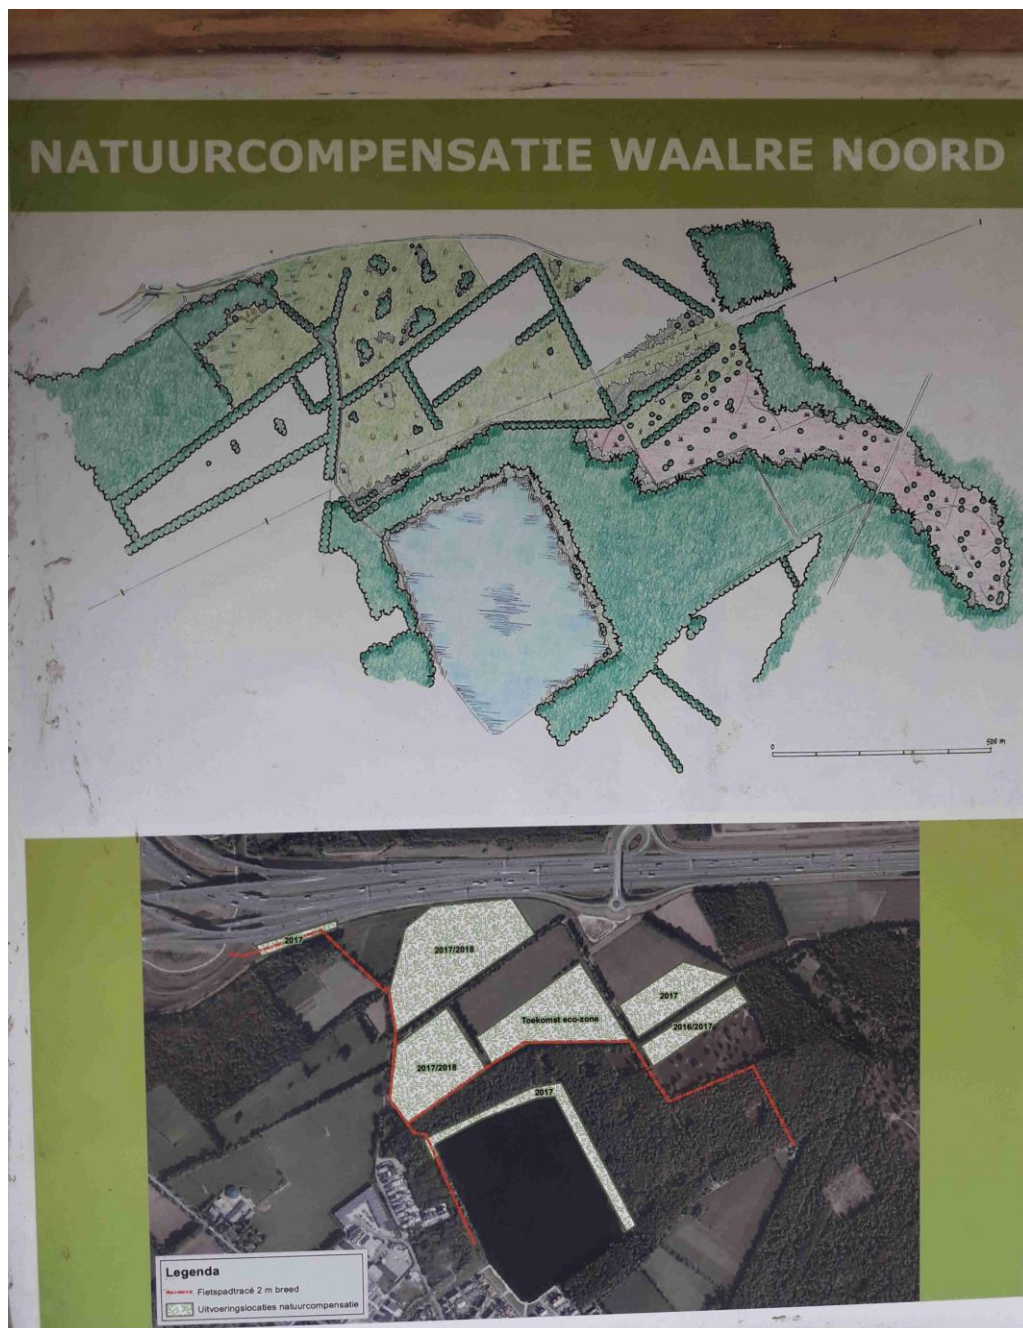 NATUURCOMPENSATIE WAALRE NOORD
0
500 m
2017
2017/2018
2017
Toekomst eco-zone
2016/2017
2017/2018
2017
Legenda
Fietspadtracé 2 m breed
Uitvoeringslocaties natuurcompensatie